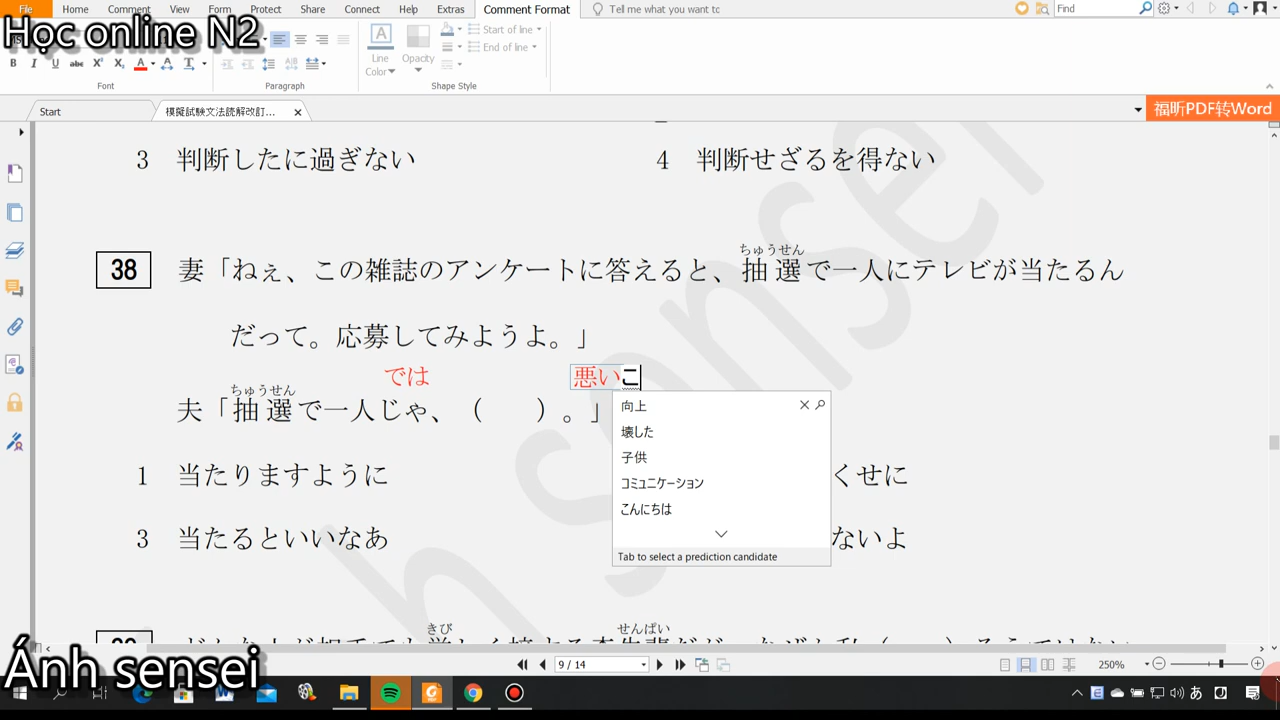 File Home Comment View Form Protect Share Connect Help Extras Comment Format Tell me what you want tc Find
Học online N2
Line Color Opacity Start of line End of line
Font Paragraph Shape Style
Start 模擬試験文法読解改訂... 福昕PDF转Word
3 判断したに過ぎない 4 判断せざるを得ない
ちゅうせん
38 妻「ねぇ、この雑誌のアンケートに答えると、抽選で一人にテレビが当たるん
だって。応募してみようよ。」
では 悪いこ
ちゅうせん
夫「抽選で一人じゃ、( )。」
向上
壊した
子供
コミュニケーション
こんにちは
Tab to select a prediction candidate
1 当たりますように くせに
3 当たるといいなあ ないよ
きび せんぱい
Ánh sensei
9 / 14 250%
h sensei